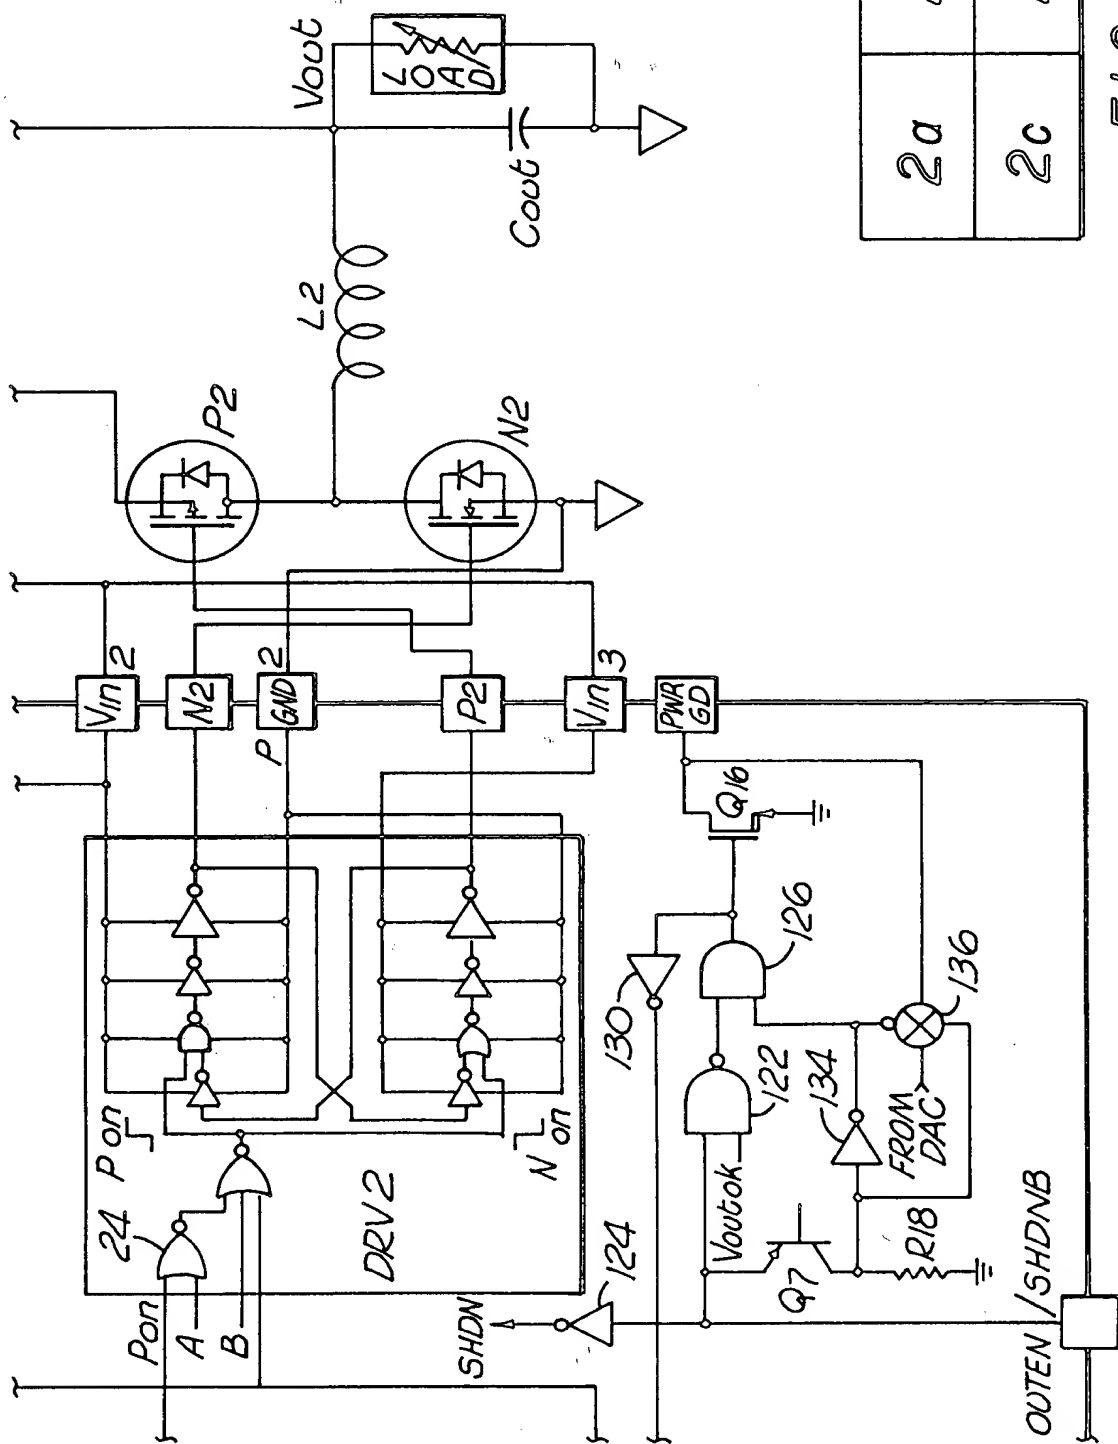 Vout
LOAD
Cout
L2
P2
N2
VIN 2
N2
P GND 2
P2
VIN 3
PWR GD
P on
N on
24
DRV2
Pon
A
B
SHDN
124
Q16
130
126
122
Voutok
134
136
FROM DAC
Q7
R18
OUTEN/SHDNB
2a
2c